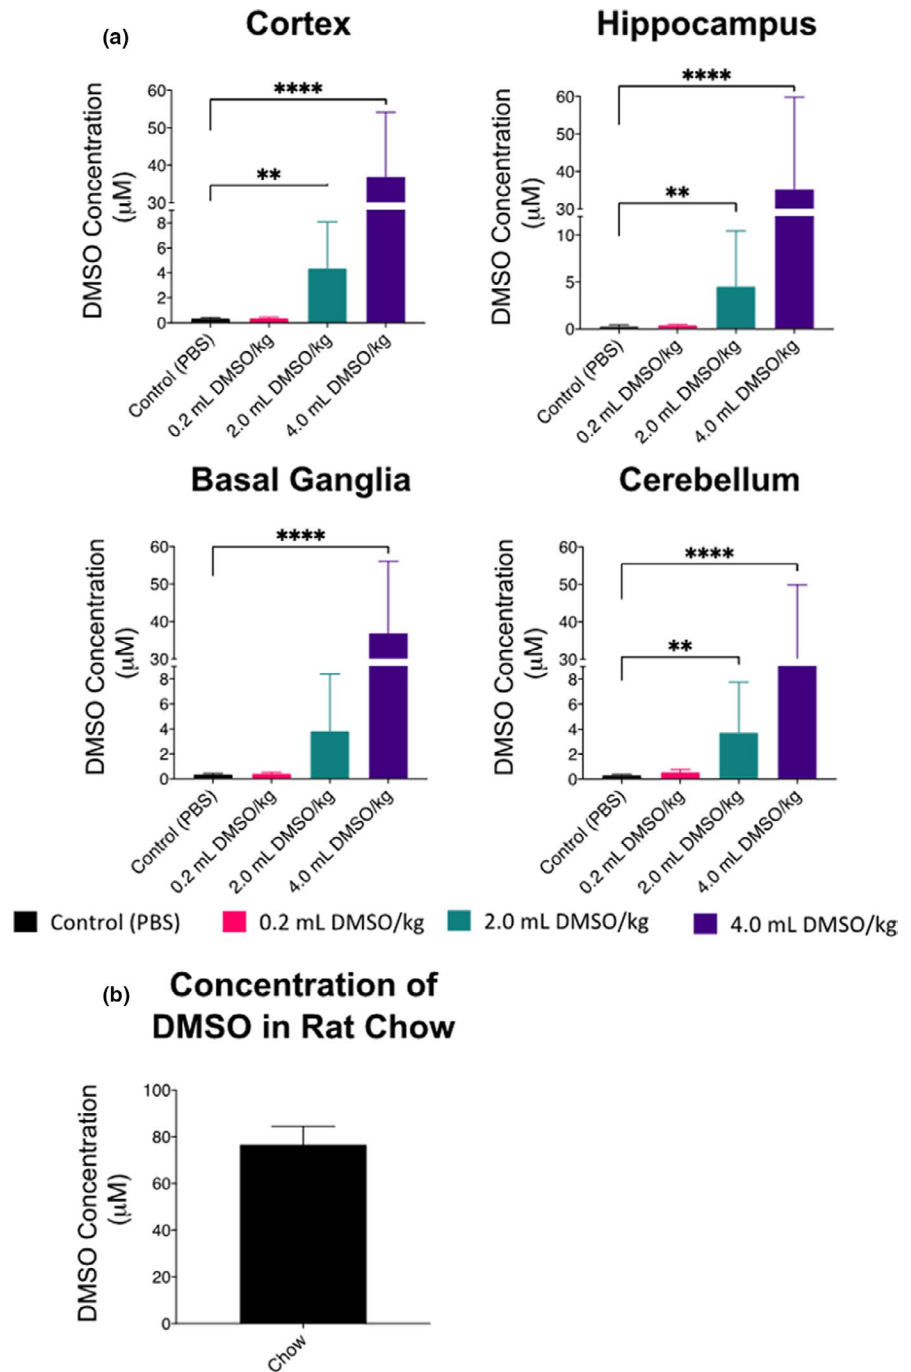 (a)
Cortex
DMSO Concentration
(μM)
60
50
40
30
8
6
4
2
0
****
**
Control (PBS)
0.2 mL DMSO/kg
2.0 mL DMSO/kg
4.0 mL DMSO/kg
Hippocampus
DMSO Concentration
(μM)
60
50
40
30
10
5
0
****
**
Control (PBS)
0.2 mL DMSO/kg
2.0 mL DMSO/kg
4.0 mL DMSO/kg
Basal Ganglia
DMSO Concentration
(μM)
60
50
40
30
8
6
4
2
0
****
Control (PBS)
0.2 mL DMSO/kg
2.0 mL DMSO/kg
4.0 mL DMSO/kg
Cerebellum
DMSO Concentration
(μM)
60
50
40
30
8
6
4
2
0
****
**
Control (PBS)
0.2 mL DMSO/kg
2.0 mL DMSO/kg
4.0 mL DMSO/kg
Control (PBS)
0.2 mL DMSO/kg
2.0 mL DMSO/kg
4.0 mL DMSO/kg
(b)
Concentration of
DMSO in Rat Chow
DMSO Concentration
(μM)
100
80
60
40
20
0
Chow